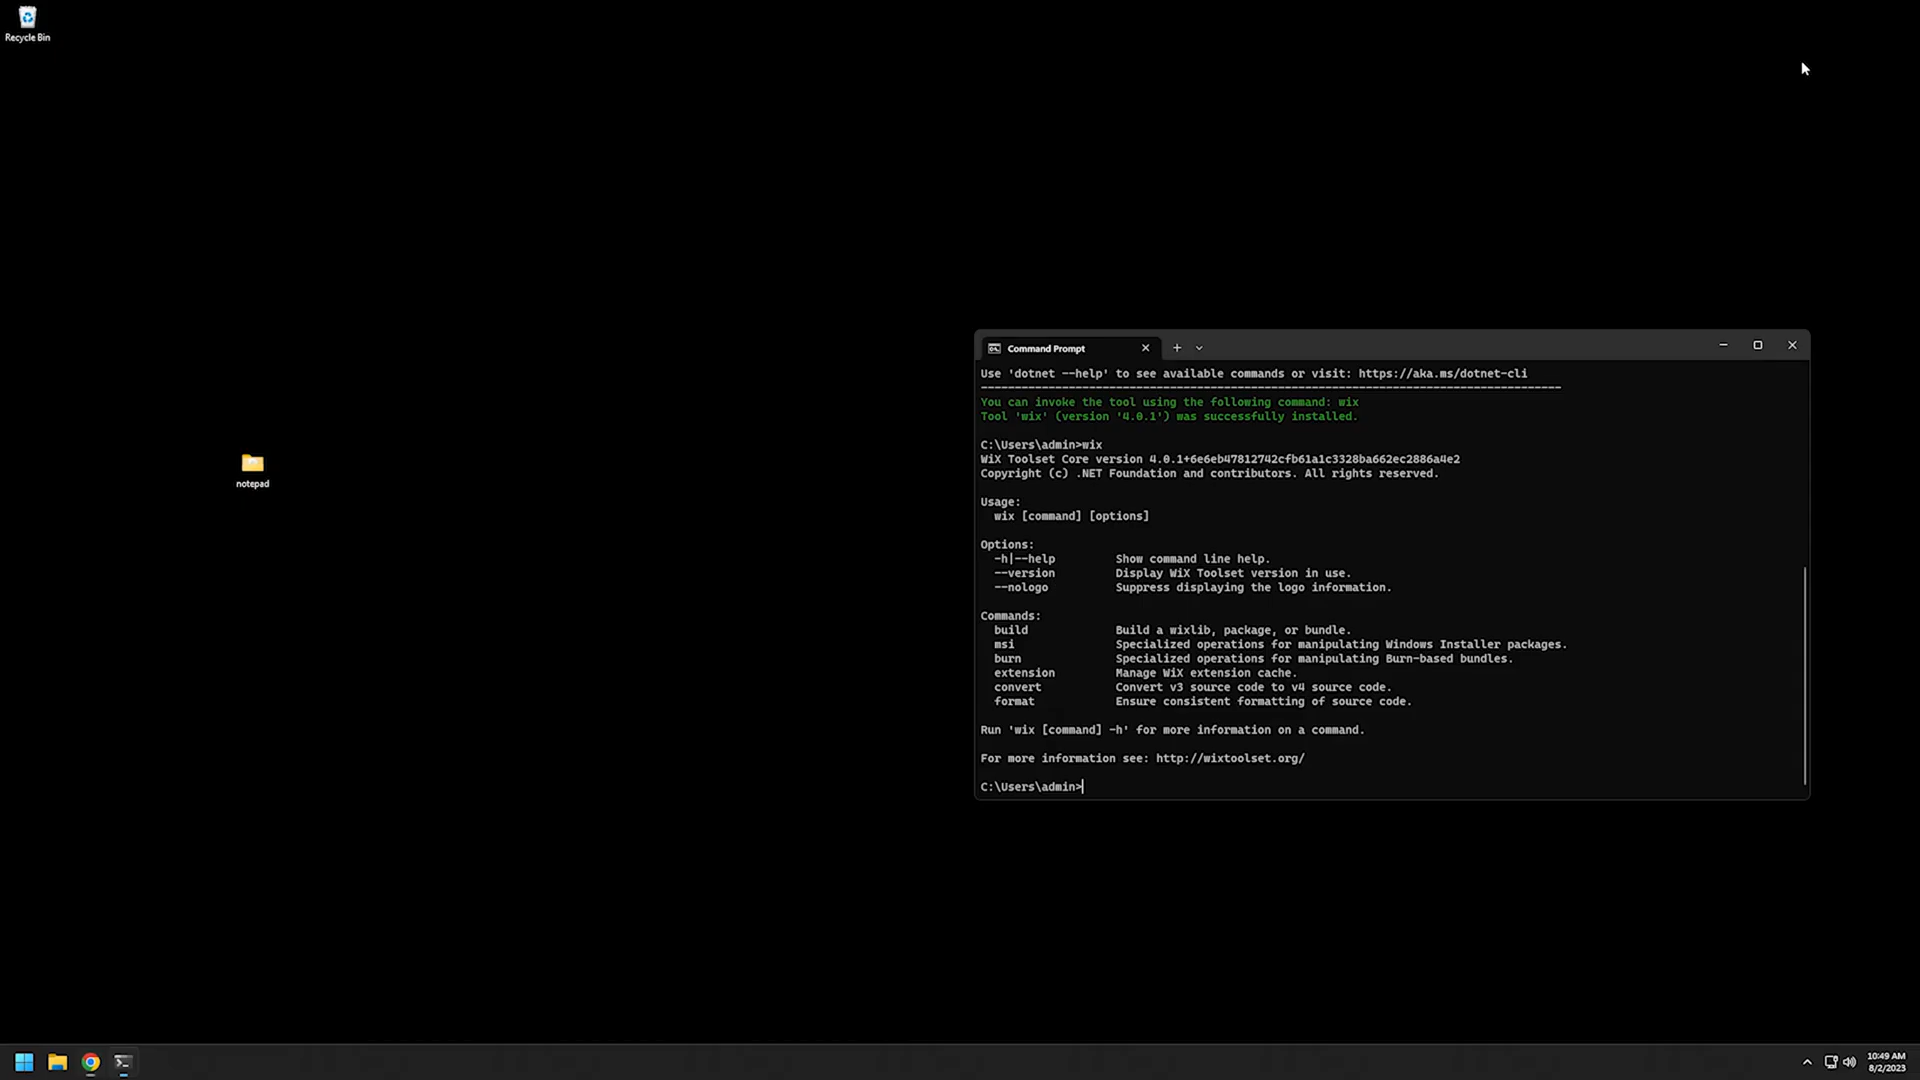 Recycle Bin
notepad
Command Prompt
Use 'dotnet --help' to see available commands or visit: https://aka.ms/dotnet-cli
--------------------------------------------------------------------------------------
You can invoke the tool using the following command: wix
Tool 'wix' (version '4.0.1') was successfully installed.
C:\Users\admin>wix
WiX Toolset Core version 4.0.1+6e6eb47812742cfb61a1c3328ba662ec2886a4e2
Copyright (c) .NET Foundation and contributors. All rights reserved.
Usage:
wix [command] [options]
Options:
-h|--help Show command line help.
--version Display WiX Toolset version in use.
--nologo Suppress displaying the logo information.
Commands:
build Build a wixlib, package, or bundle.
msi Specialized operations for manipulating Windows Installer packages.
burn Specialized operations for manipulating Burn-based bundles.
extension Manage WiX extension cache.
convert Convert v3 source code to v4 source code.
format Ensure consistent formatting of source code.
Run 'wix [command] -h' for more information on a command.
For more information see: http://wixtoolset.org/
C:\Users\admin>
10:49 AM
8/2/2023